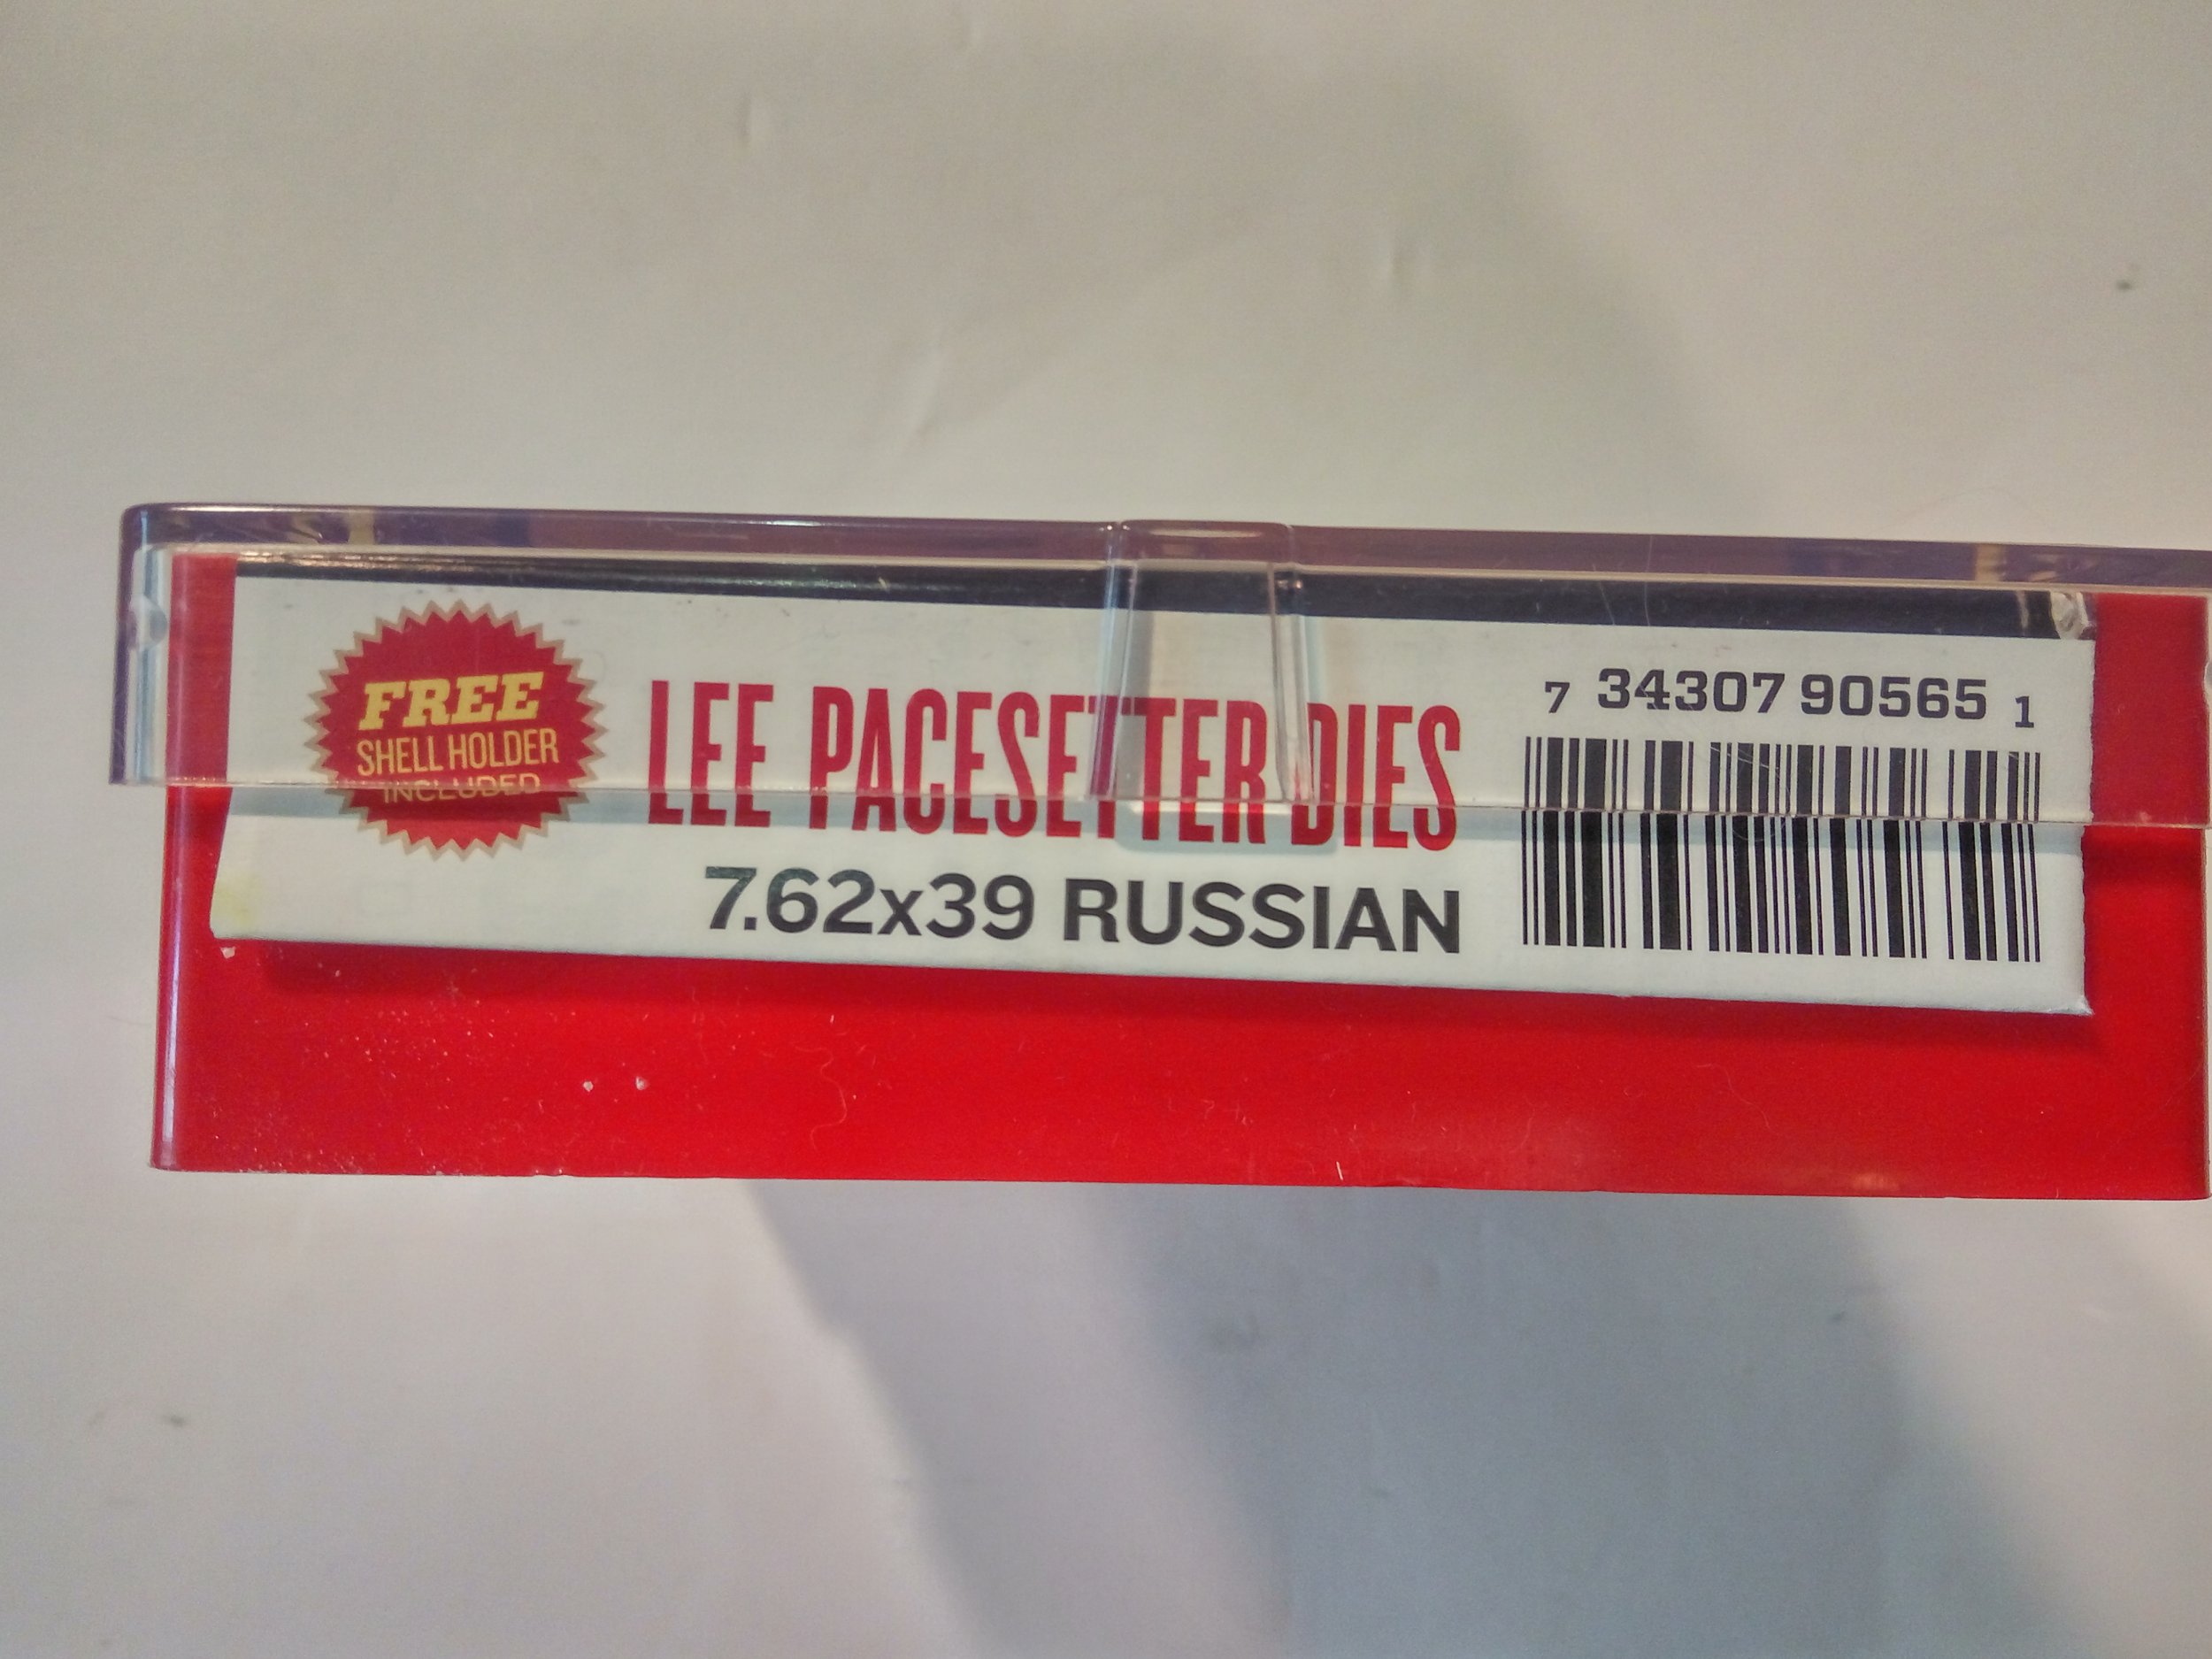 FREE
SHELL HOLDER
INCLUDED
LEE PACESETTER DIES
7.62x39 RUSSIAN
7 34307 90565 1